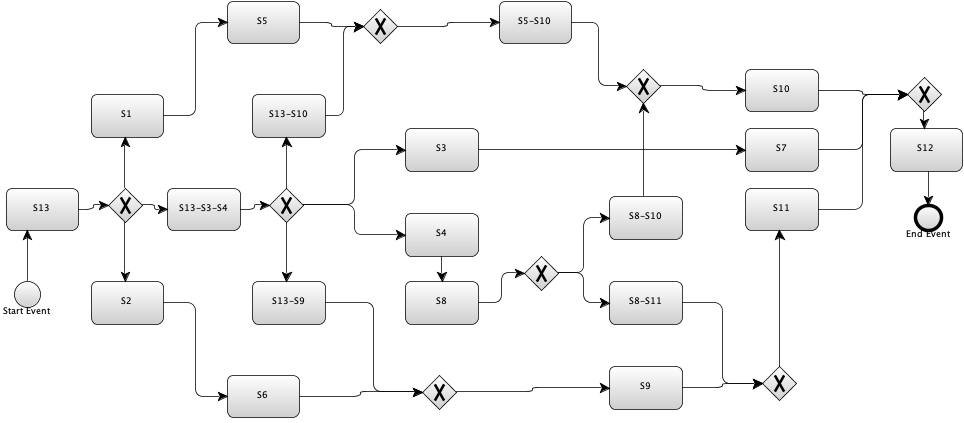 S5
S5-S10
S10
S1
S13-S10
S3
S7
S12
S13
S13-S3-S4
S4
S8-S10
S11
End Event
Start Event
S2
S13-S9
S8
S8-S11
S6
S9